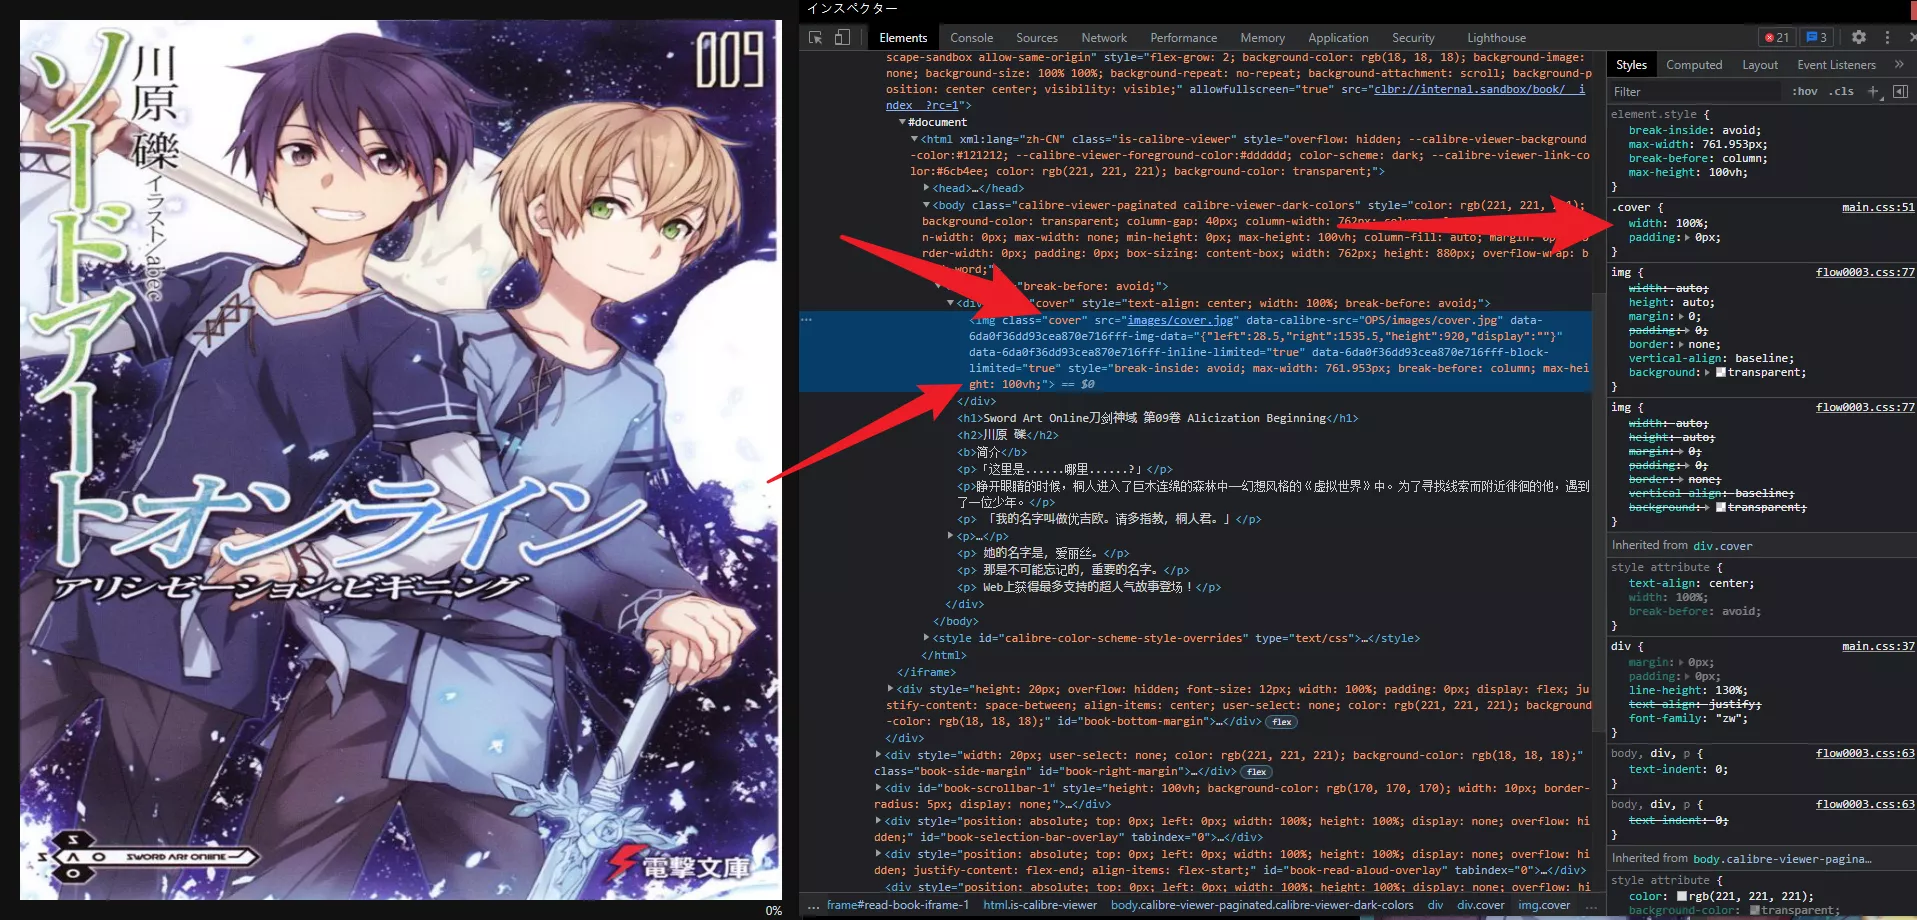 ソードアート
オンライン
川原 礫
イラスト/abec
009
アリシゼーション・ビギニング
SAO
SWORD ART ONLINE
電撃文庫
0%
インスペクター
Elements
Console
Sources
Network
Performance
Memory
Application
Security
Lighthouse
21
3
scape-sandbox allow-same-origin" style="flex-grow: 2; background-color: rgb(18, 18, 18); background-image:
none; background-size: 100% 100%; background-repeat: no-repeat; background-attachment: scroll; background-p
osition: center center; visibility: visible;" allowfullscreen="true" src="clbr://internal.sandbox/book/__i
ndex__?rc=1">
▼#document
▼<html xml:lang="zh-CN" class="is-calibre-viewer" style="overflow: hidden; --calibre-viewer-background
-color:#121212; --calibre-viewer-foreground-color:#dddddd; color-scheme: dark; --calibre-viewer-link-co
lor:#6cb4ee; color: rgb(221, 221, 221); background-color: transparent;">
▶<head>…</head>
▼<body class="calibre-viewer-paginated calibre-viewer-dark-colors" style="color: rgb(221, 221, 221);
background-color: transparent; column-gap: 40px; column-width: 762px;
n-width: 0px; max-width: none; min-height: 0px; max-height: 100vh; column-fill: auto;
rder-width: 0px; padding: 0px; box-sizing: content-box; width: 762px; height: 880px; overflow-wrap: b
word;"
"break-before: avoid;">
▼<div "cover" style="text-align: center; width: 100%; break-before: avoid;">
<img class="cover" src="images/cover.jpg" data-calibre-src="OPS/images/cover.jpg" data-
6da0f36dd93cea870e716fff-img-data="{"left":28.5,"right":1535.5,"height":920,"display":""}"
data-6da0f36dd93cea870e716fff-inline-limited="true" data-6da0f36dd93cea870e716fff-block-
limited="true" style="break-inside: avoid; max-width: 761.953px; break-before: column; max-hei
ght: 100vh;"> == $0
</div>
<h1>Sword Art Online刀剑神域 第09卷 Alicization Beginning</h1>
<h2>川原 礫</h2>
<b>简介</b>
<p>「这里是......哪里......?」</p>
<p>睁开眼睛的时候，桐人进入了巨木连绵的森林中—幻想风格的《虚拟世界》中。为了寻找线索而附近徘徊的他，遇到
了一位少年。</p>
<p> 「我的名字叫做优吉欧。请多指教，桐人君。」</p>
▶<p>…</p>
<p> 她的名字是，爱丽丝。</p>
<p> 那是不可能忘记的，重要的名字。</p>
<p> Web上获得最多支持的超人气故事登场！</p>
</div>
</body>
▶<style id="calibre-color-scheme-style-overrides" type="text/css">…</style>
</html>
</iframe>
▶<div style="height: 20px; overflow: hidden; font-size: 12px; width: 100%; padding: 0px; display: flex; ju
stify-content: space-between; align-items: center; user-select: none; color: rgb(221, 221, 221); background
-color: rgb(18, 18, 18);" id="book-bottom-margin">…</div> flex
</div>
▶<div style="width: 20px; user-select: none; color: rgb(221, 221, 221); background-color: rgb(18, 18, 18);"
class="book-side-margin" id="book-right-margin">…</div> flex
▶<div id="book-scrollbar-1" style="height: 100vh; background-color: rgb(170, 170, 170); width: 10px; border-
radius: 5px; display: none;">…</div>
▶<div style="position: absolute; top: 0px; left: 0px; width: 100%; height: 100%; display: none; overflow: hi
dden;" id="book-selection-bar-overlay" tabindex="0">…</div>
▶<div style="position: absolute; top: 0px; left: 0px; width: 100%; height: 100%; display: none; overflow: hi
dden; justify-content: flex-end; align-items: flex-start;" id="book-read-aloud-overlay" tabindex="0">…</div>
<div style="position: absolute; top: 0px; left: 0px; width: 100%; height: 100%; display: none; overflow: hi
... frame#read-book-iframe-1 html.is-calibre-viewer body.calibre-viewer-paginated.calibre-viewer-dark-colors div div.cover img.cover ...
Styles
Computed
Layout
Event Listeners
»
Filter
:hov .cls
element.style {
break-inside: avoid;
max-width: 761.953px;
break-before: column;
max-height: 100vh;
}
.cover {
main.css:51
width: 100%;
padding:▶ 0px;
}
img {
flow0003.css:77
width: auto;
height: auto;
margin:▶ 0;
padding:▶ 0;
border:▶ none;
vertical-align: baseline;
background:▶ transparent;
}
img {
flow0003.css:77
width: auto;
height: auto;
margin:▶ 0;
padding:▶ 0;
border:▶ none;
vertical-align: baseline;
background:▶ transparent;
}
Inherited from div.cover
style attribute {
text-align: center;
width: 100%;
break-before: avoid;
}
div {
main.css:37
margin:▶ 0px;
padding:▶ 0px;
line-height: 130%;
text-align: justify;
font-family: "zw";
}
body, div, p {
flow0003.css:63
text-indent: 0;
}
body, div, p {
flow0003.css:63
text-indent: 0;
}
Inherited from body.calibre-viewer-pagina…
style attribute {
color: rgb(221, 221, 221);
background-color: transparent;